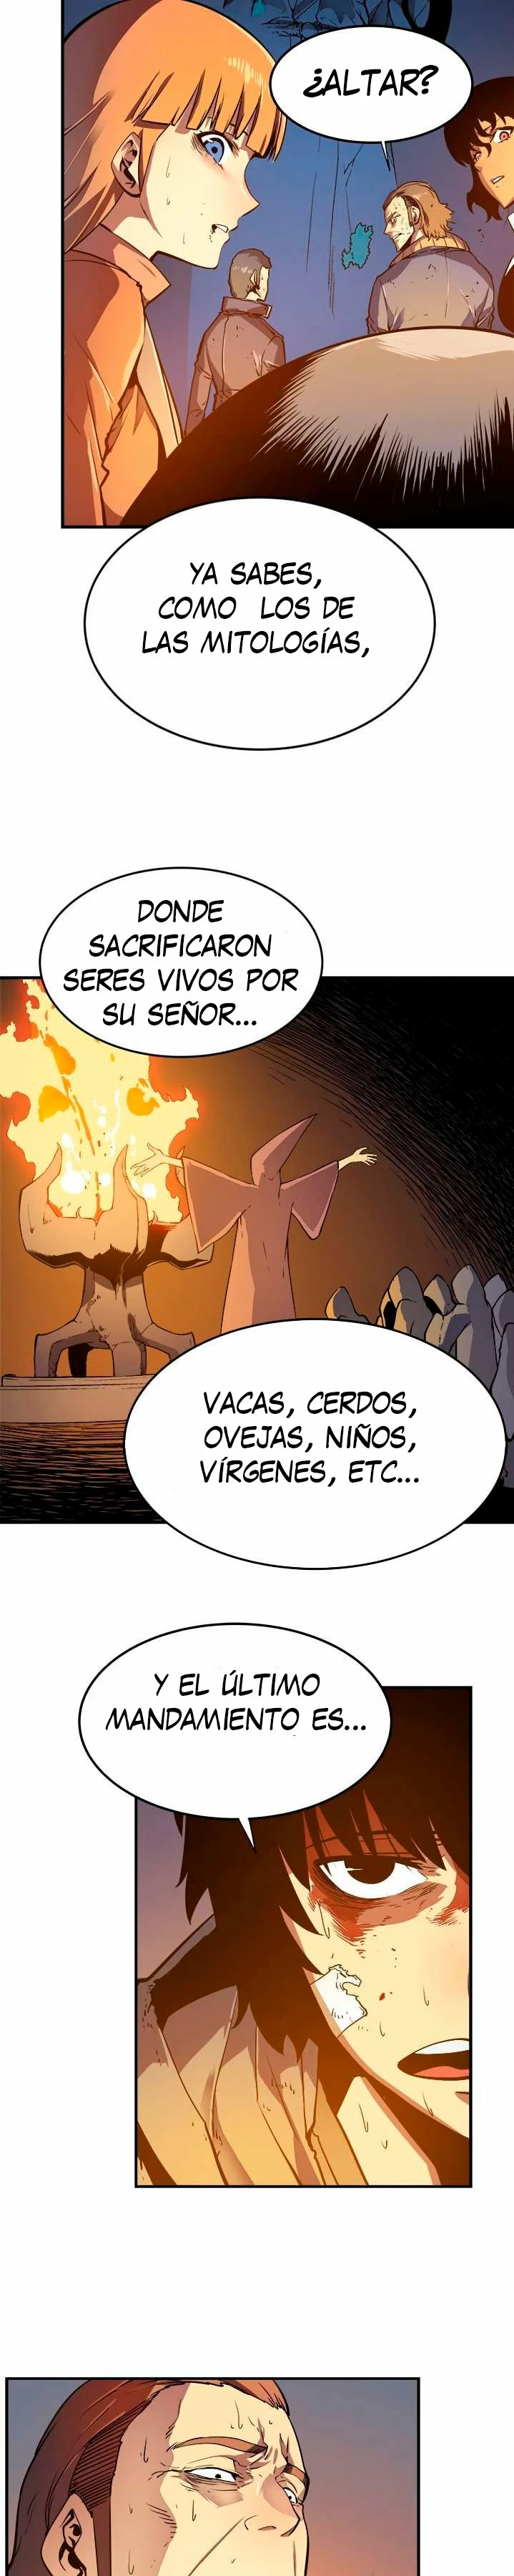 ¿ALTAR?
YA SABES,
COMO LOS DE
LAS MITOLOGÍAS,
DONDE
SACRIFICARON
SERES VIVOS POR
SU SEÑOR...
VACAS, CERDOS,
OVEJAS, NIÑOS,
VÍRGENES, ETC...
Y EL ÚLTIMO
MANDAMIENTO ES...